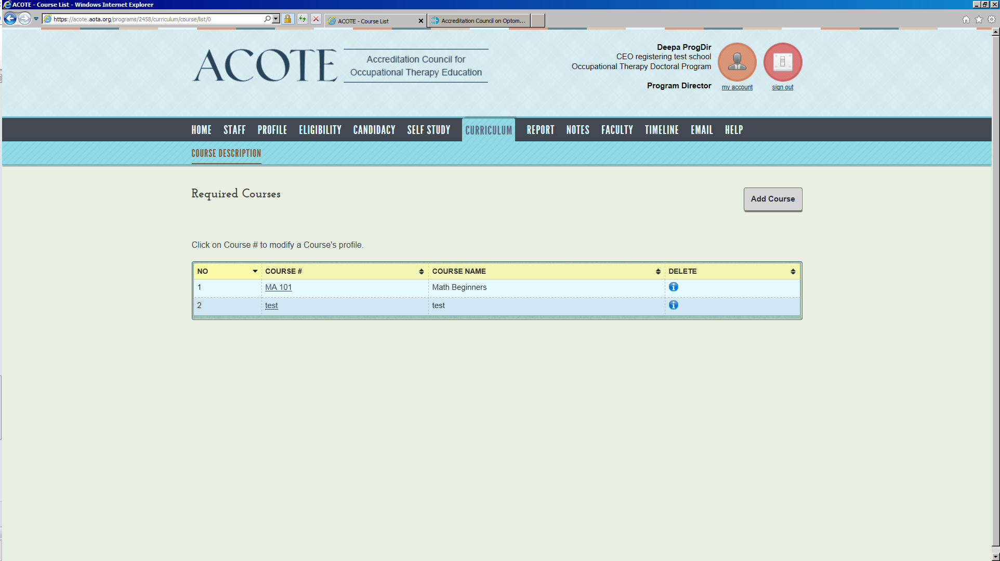 ACOTE - Course List - Windows Internet Explorer
https://acote.aota.org/programs/2458/curriculum/course/list/0
ACOTE - Course List
Accreditation Council on Optom...
ACOTE
Accreditation Council for
Occupational Therapy Education
Deepa ProgDir
CEO registering test school
Occupational Therapy Doctoral Program
Program Director
my account
sign out
HOME STAFF PROFILE ELIGIBILITY CANDIDACY SELF STUDY CURRICULUM REPORT NOTES FACULTY TIMELINE EMAIL HELP
COURSE DESCRIPTION
Required Courses
Add Course
Click on Course # to modify a Course's profile.
NO COURSE # COURSE NAME DELETE
1 MA 101 Math Beginners
2 test test